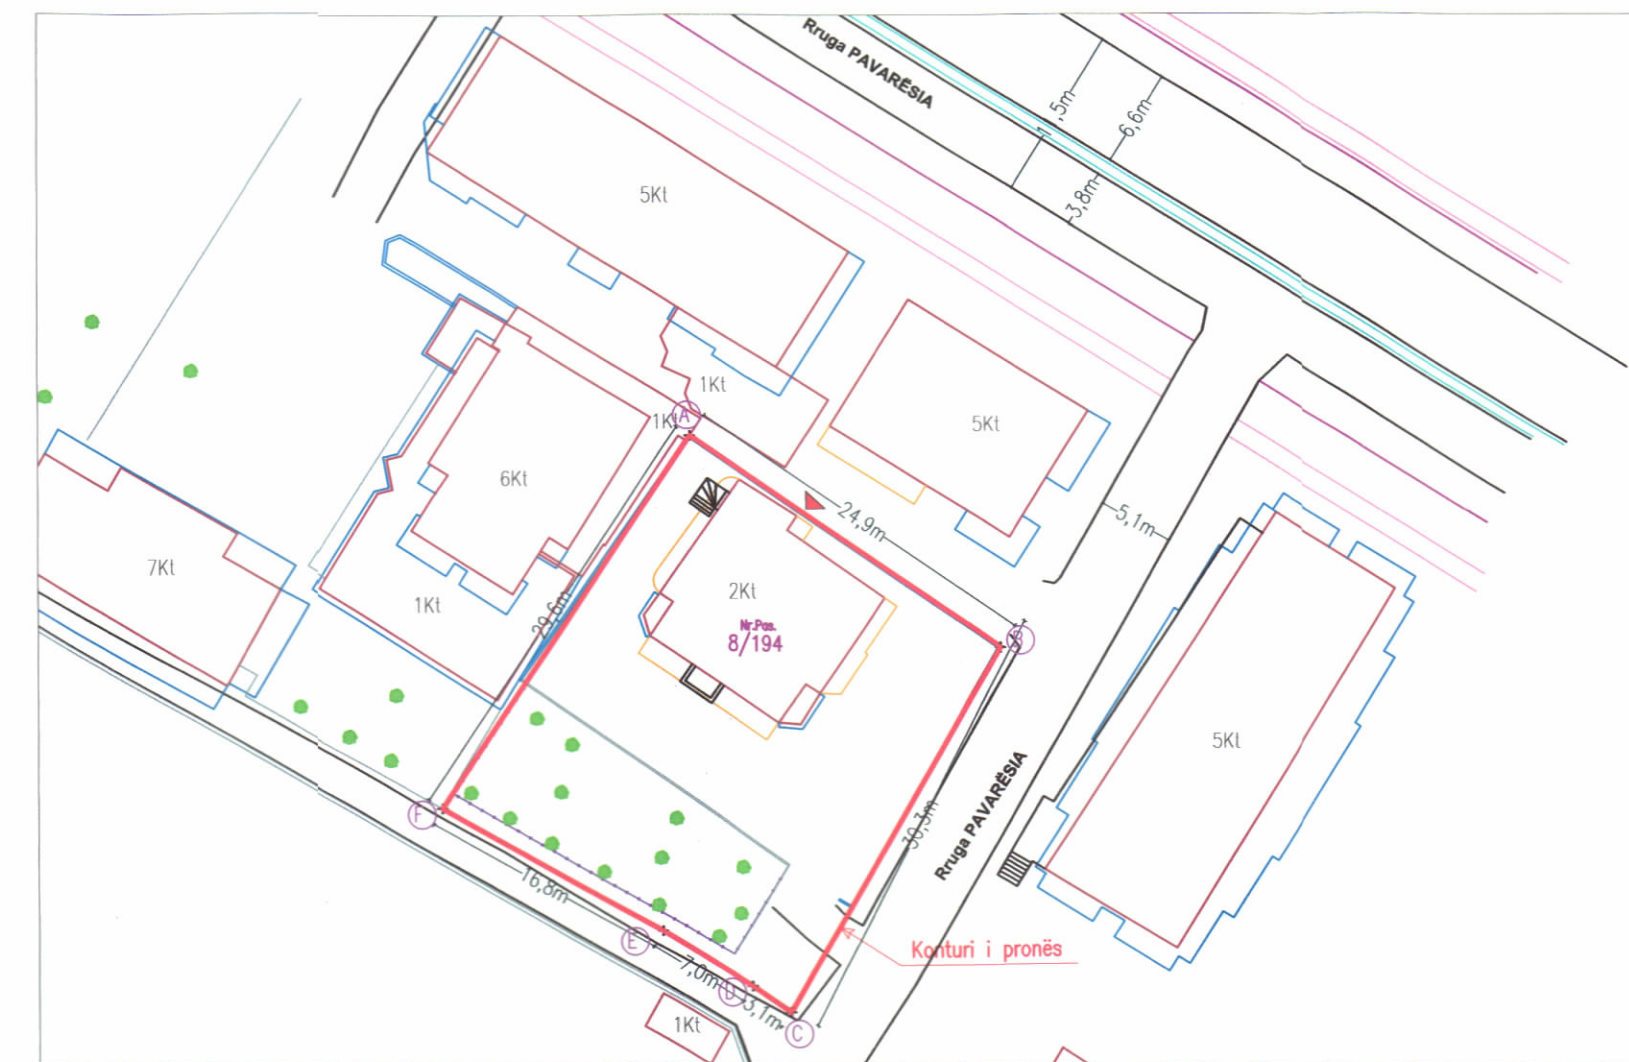 Rruga PAVARËSIA
,5m
6,6m
3,8m
5Kt
1Kt
1Kt
A
5Kt
6Kt
24,9m
5,1m
7Kt
1Kt
29,6m
2Kt
Nr.Pas.
8/194
B
5Kt
30,3m
Rruga PAVARËSIA
F
16,8m
E
Konturi i pronës
7,0m
D
3,1m
C
1Kt